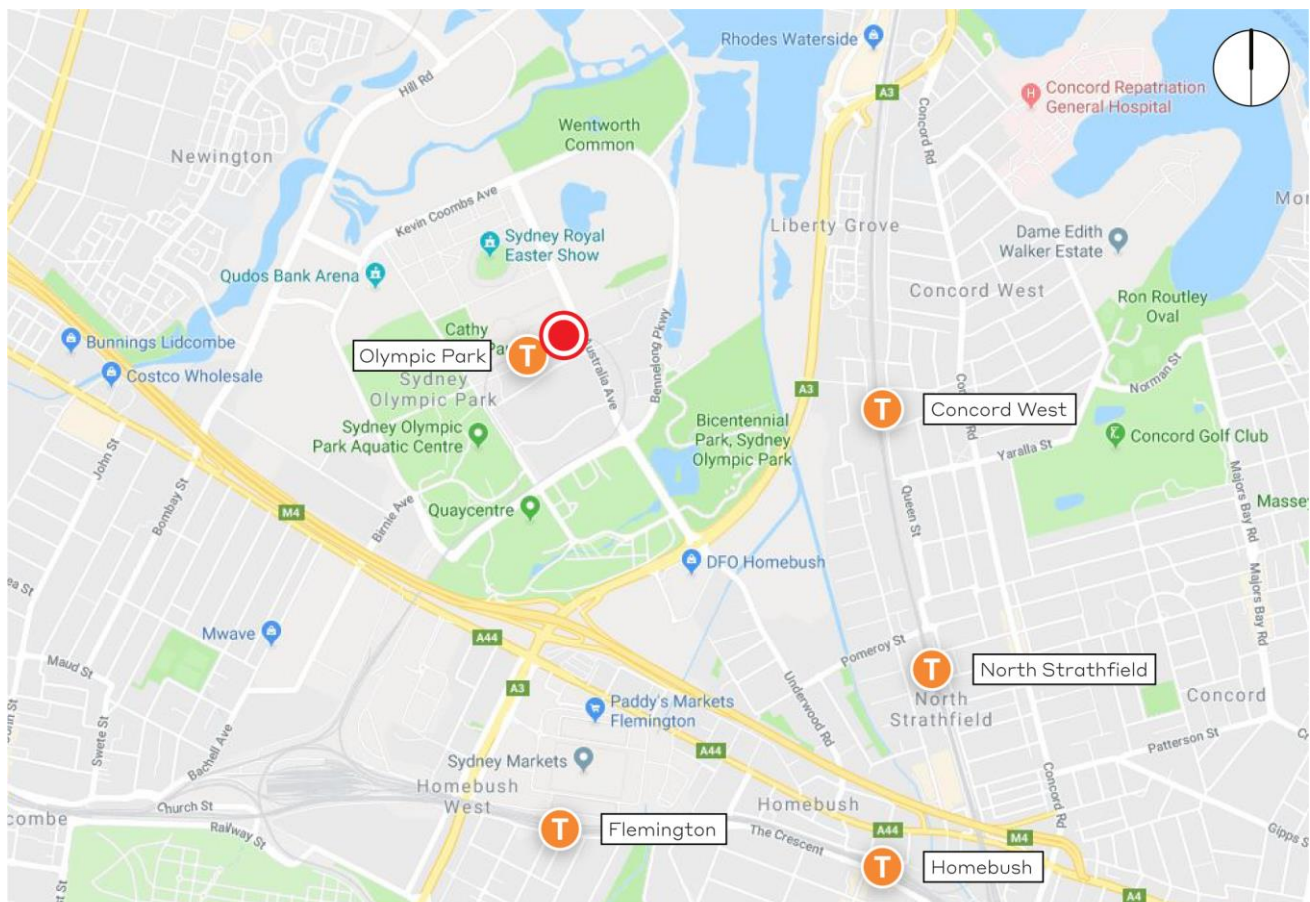 Rhodes Waterside
A3
Concord Rd
H
Concord Repatriation
General Hospital
Hill Rd
Wentworth
Common
Newington
Kevin Coombs Ave
Sydney Royal
Easter Show
Liberty Grove
Dame Edith
Walker Estate
Qudos Bank Arena
Concord West
Ron Routley
Oval
Bennelong Pkwy
Cathy
Olympic Park
T
Australia Ave
Bunnings Lidcombe
Costco Wholesale
Sydney
Olympic Park
Norman St
A3
T
Concord West
Sydney Olympic
Park Aquatic Centre
Bicentennial
Park, Sydney
Olympic Park
Concord Golf Club
Yaralla St
John St
Bombay St
Majors Bay Rd
M4
Birnie Ave
Quaycentre
Queen St
DFO Homebush
Majors Bay Rd
Mwave
A44
Pomeroy St
Maud St
T
North Strathfield
A3
Underwood Rd
North
Strathfield
Concord
Paddy's Markets
Flemington
Swete St
Bachell Ave
A44
Patterson St
Sydney Markets
Homebush
West
Homebush
Concord Rd
Church St
Railway St
T
Flemington
The Crescent
A44
M4
Gipps S
T
Homebush
A4